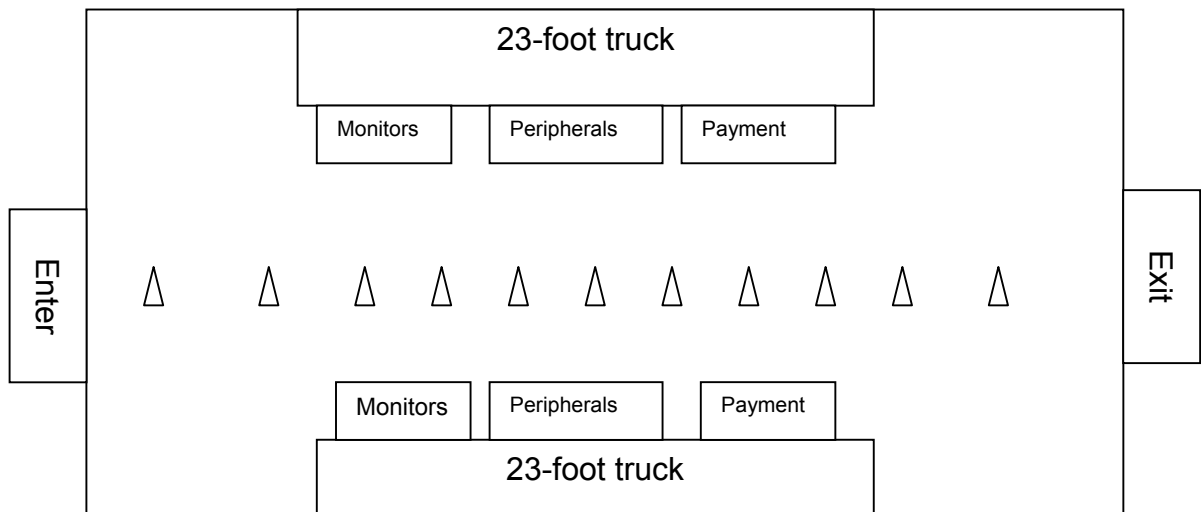 23-foot truck
Monitors
Peripherals
Payment
Enter
Exit
Monitors
Peripherals
Payment
23-foot truck